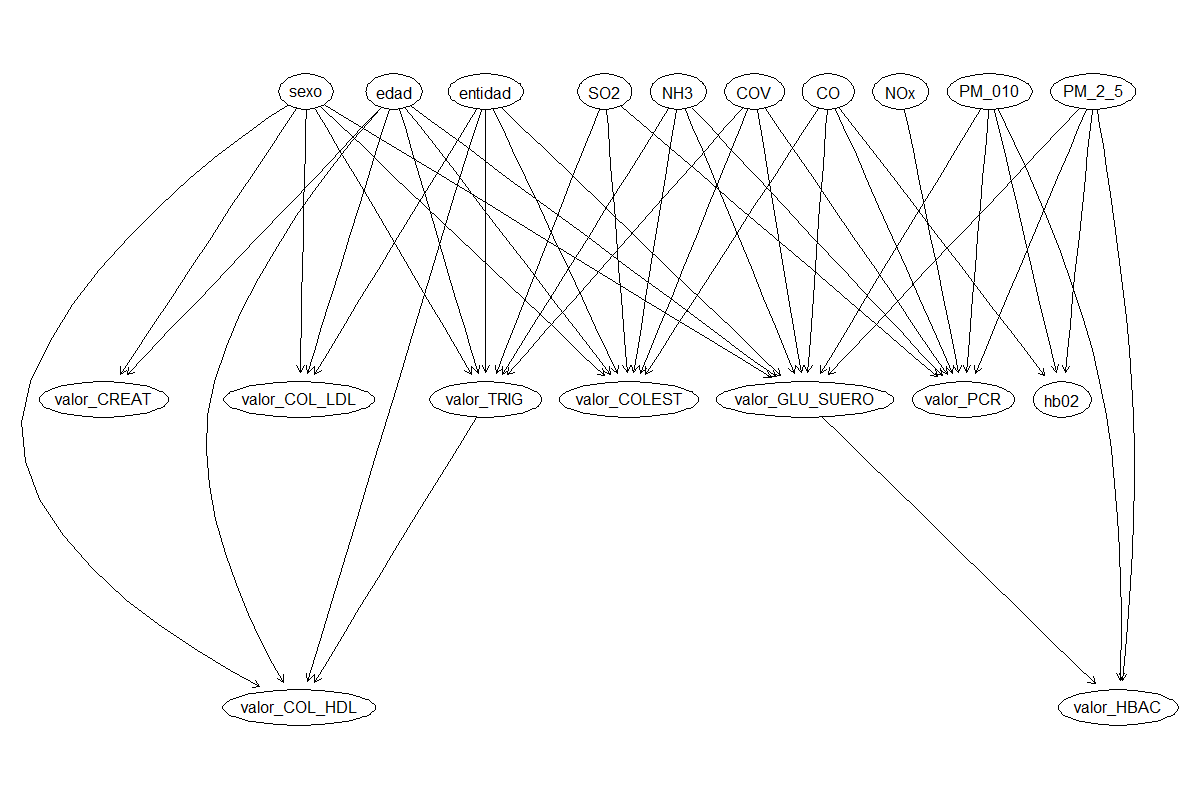 sexo edad entidad SO2 NH3 COV CO NOx PM_010 PM_2_5
valor_CREAT valor_COL_LDL valor_TRIG valor_COLEST valor_GLU_SUERO valor_PCR hb02
valor_COL_HDL valor_HBAC